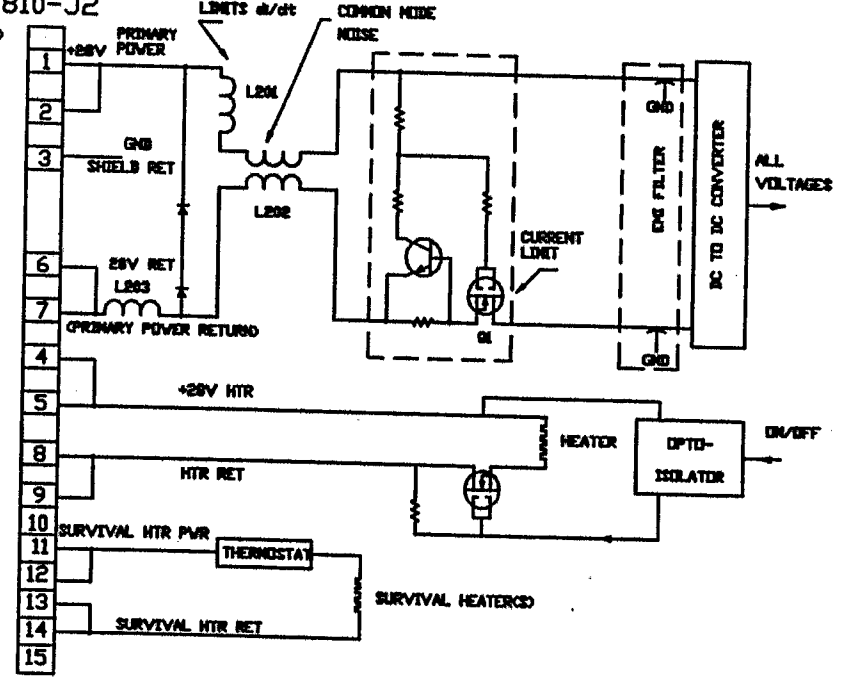 810-J2
LIMITS di/dt
COMMON MODE
NOISE
PRIMARY
+28V POWER
1
L201
2
GND
3
SHIELD RET
L202
GND
EMI FILTER
DC TO DC CONVERTER
ALL
VOLTAGES
6
28V RET
L203
CURRENT
LIMIT
7
(PRIMARY POWER RETURN)
Q1
GND
4
+28V HTR
5
HEATER
OPTO-
ISOLATOR
ON/OFF
8
HTR RET
9
10
SURVIVAL HTR PWR
11
THERMOSTAT
12
13
SURVIVAL HEATER(S)
14
SURVIVAL HTR RET
15